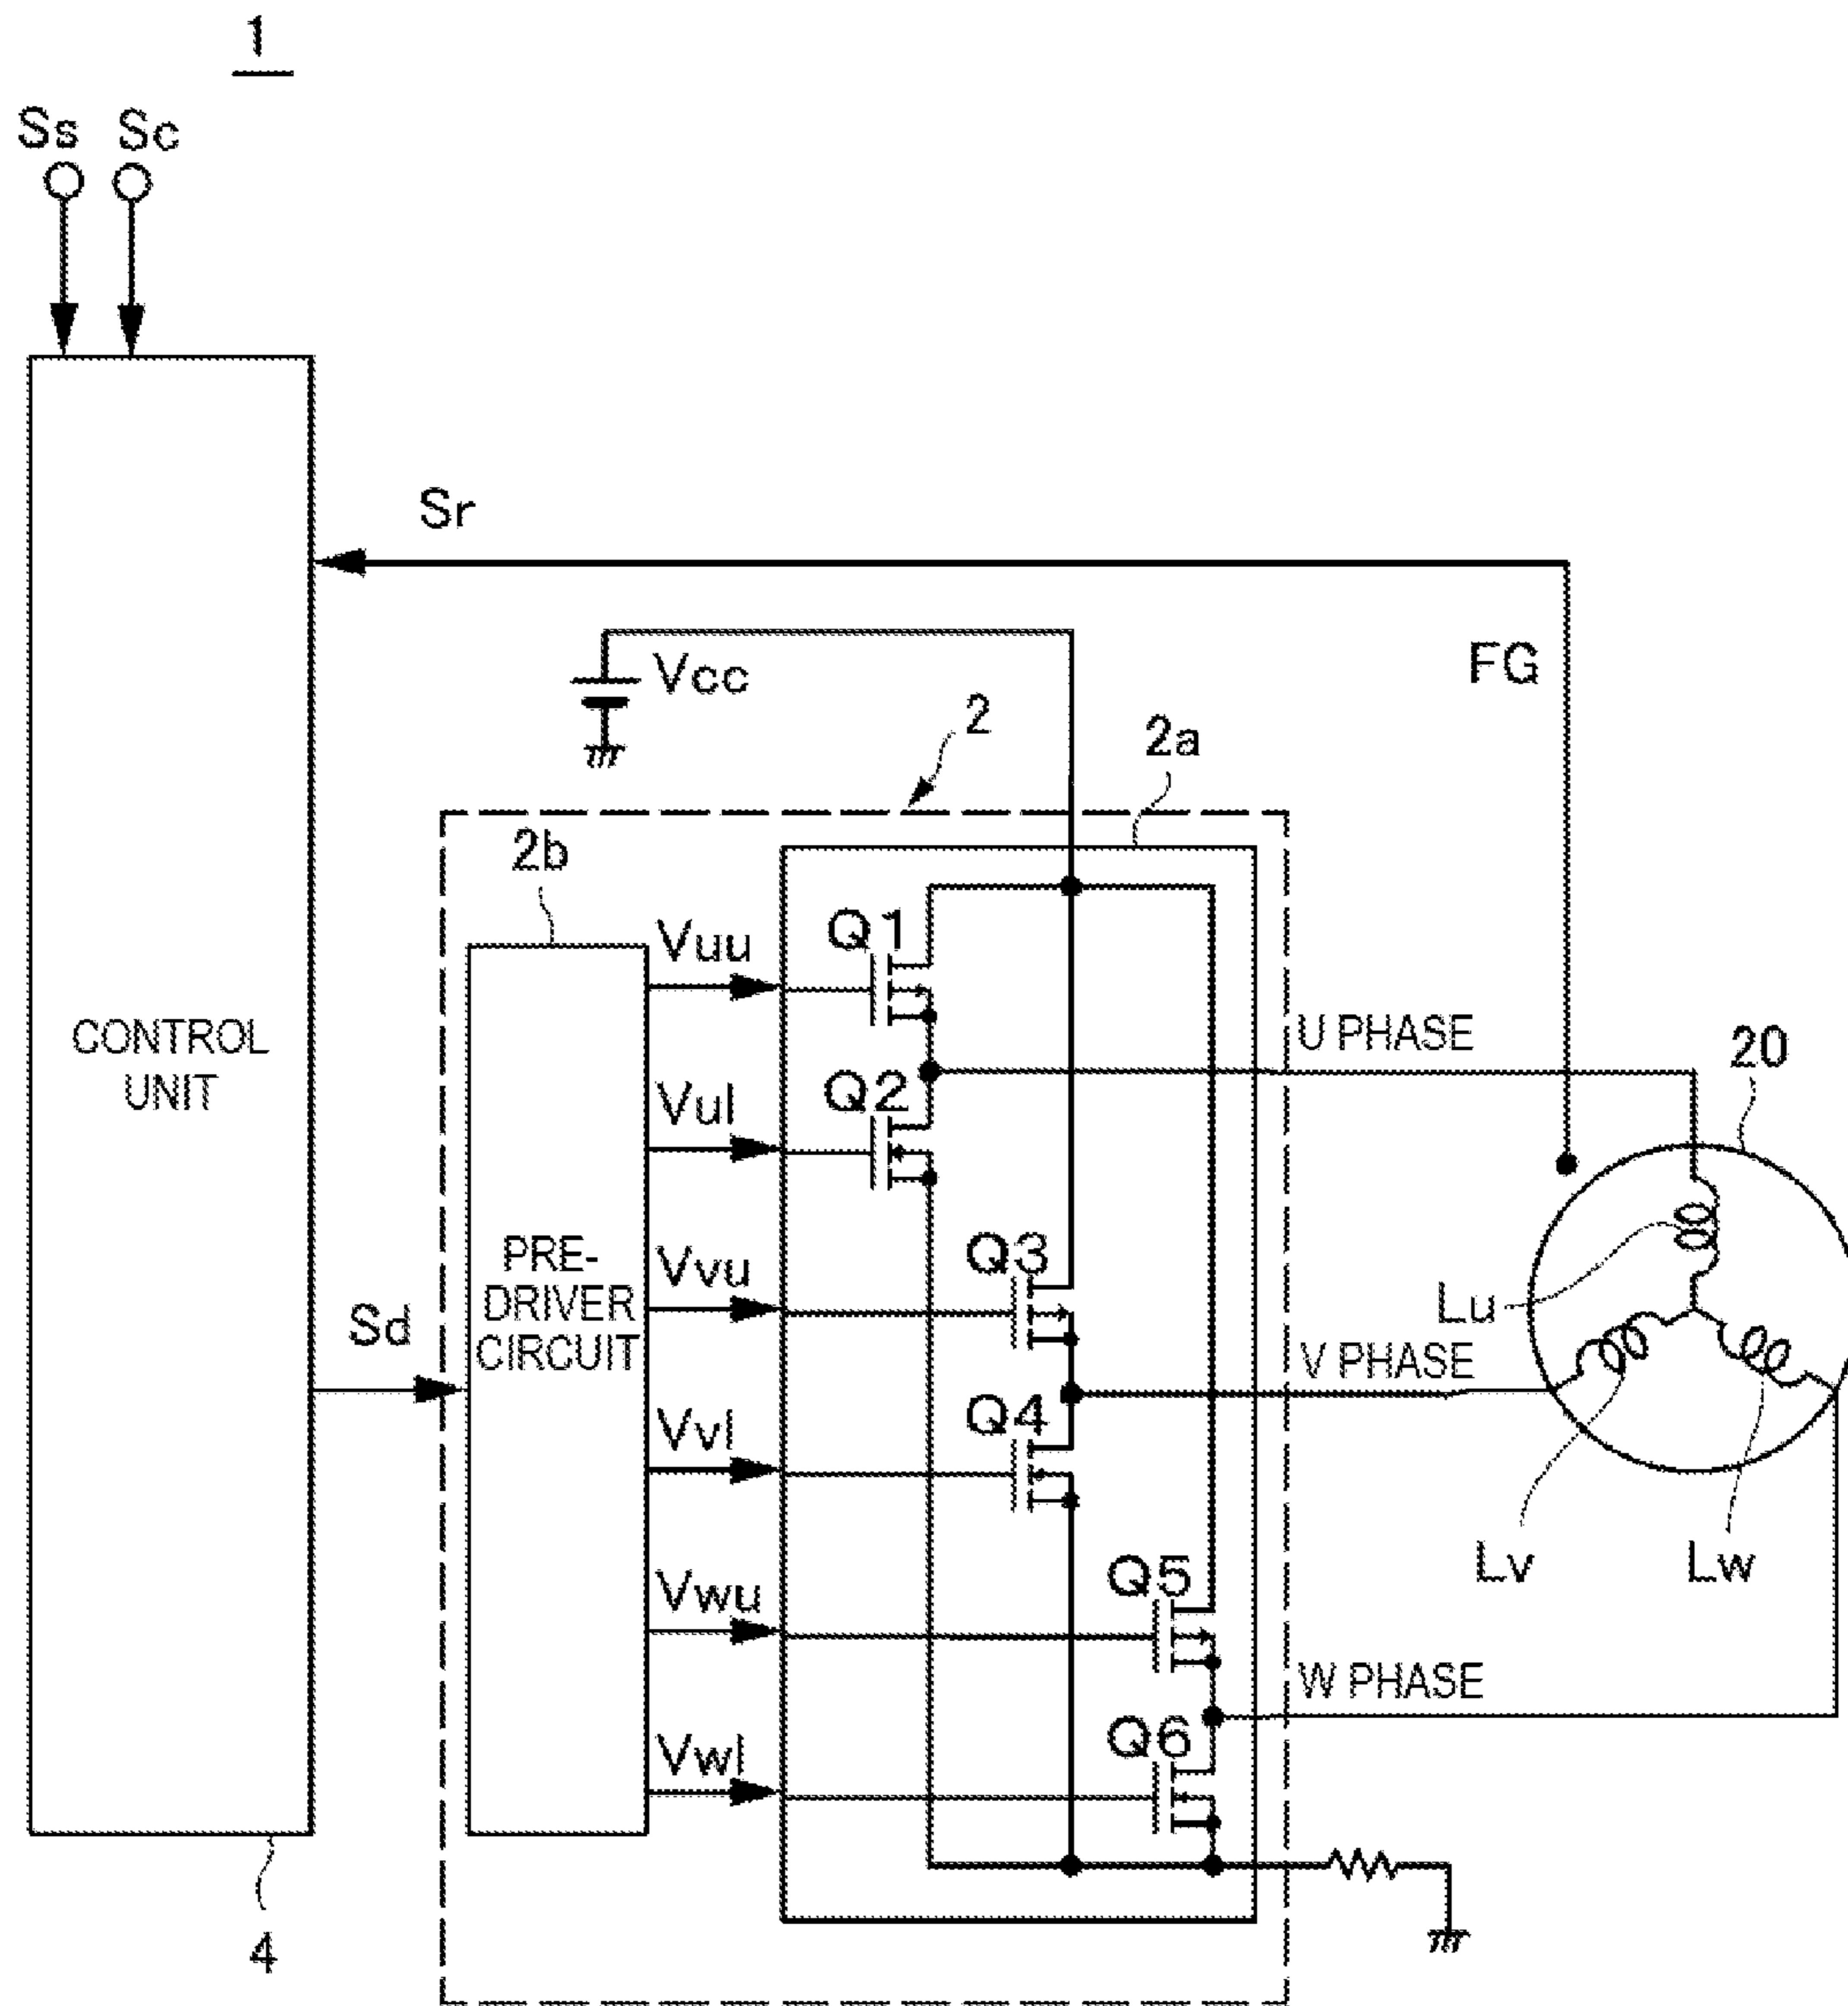 1
Ss Sc
Sr
FG
Vcc
2
2a
2b
Vuu
Q1
CONTROL
UNIT
U PHASE
20
Vul
Q2
PRE-
DRIVER
CIRCUIT
Vvu
Q3
Lu
Sd
V PHASE
Vvl
Q4
Lv
Lw
Vwu
Q5
W PHASE
Vwl
Q6
4